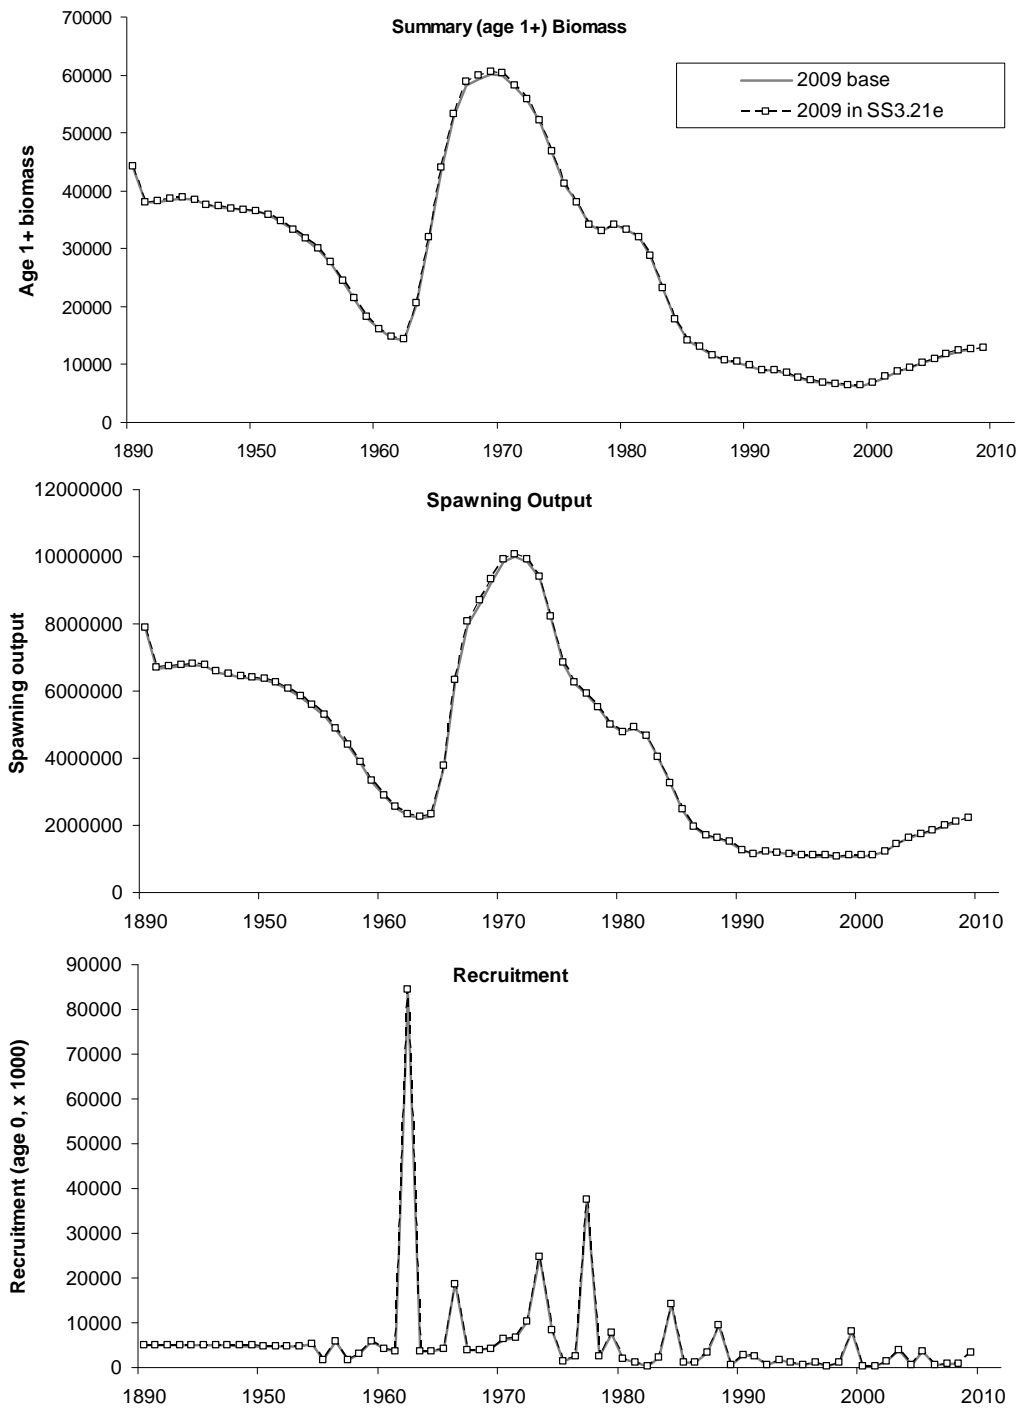 Summary (age 1+) Biomass
70000
60000
50000
40000
30000
20000
10000
0
Age 1+ biomass
2009 base
2009 in SS3.21e
1890 1950 1960 1970 1980 1990 2000 2010
Spawning Output
12000000
10000000
8000000
6000000
4000000
2000000
0
Spawning output
1890 1950 1960 1970 1980 1990 2000 2010
Recruitment
90000
80000
70000
60000
50000
40000
30000
20000
10000
0
Recruitment (age 0, x 1000)
1890 1950 1960 1970 1980 1990 2000 2010